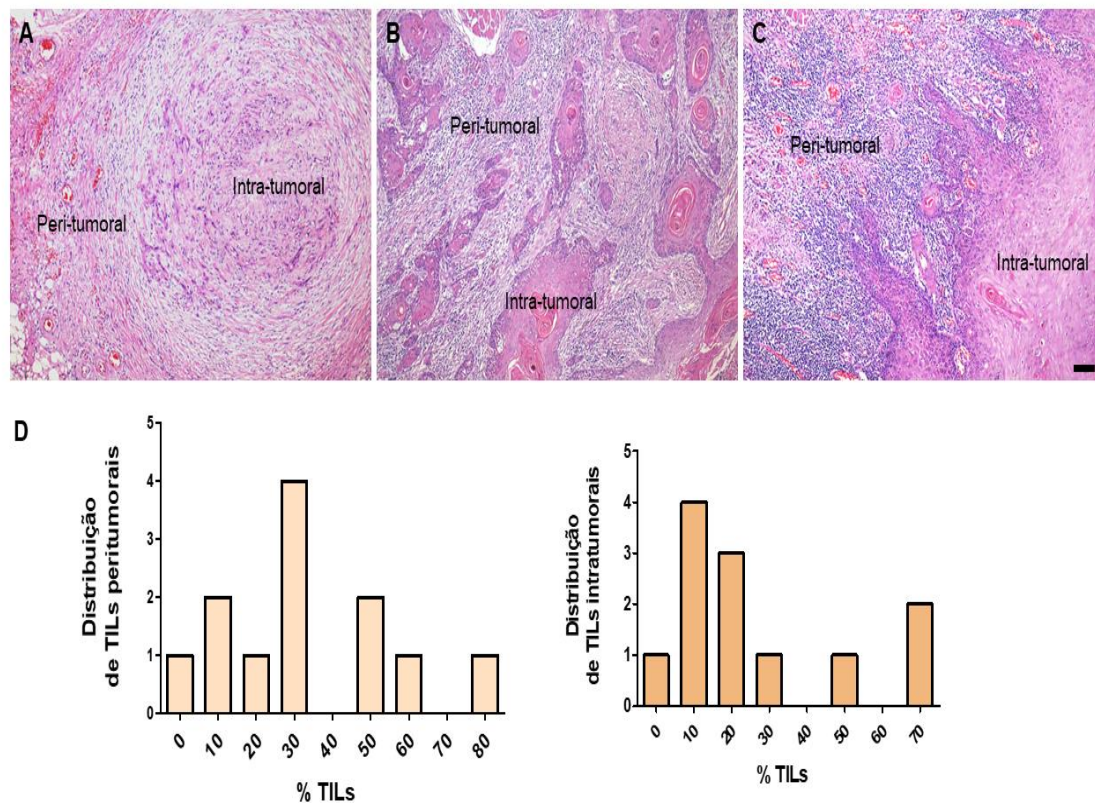 A
B
C
Peri-tumoral
Intra-tumoral
Peri-tumoral
Intra-tumoral
Peri-tumoral
Intra-tumoral
D
Distribuição
de TILs peritumorais
5
4
3
2
1
0
0 10 20 30 40 50 60 70 80
% TILs
Distribuição
de TILs intratumorais
5
4
3
2
1
0
0 10 20 30 40 50 60 70
% TILs